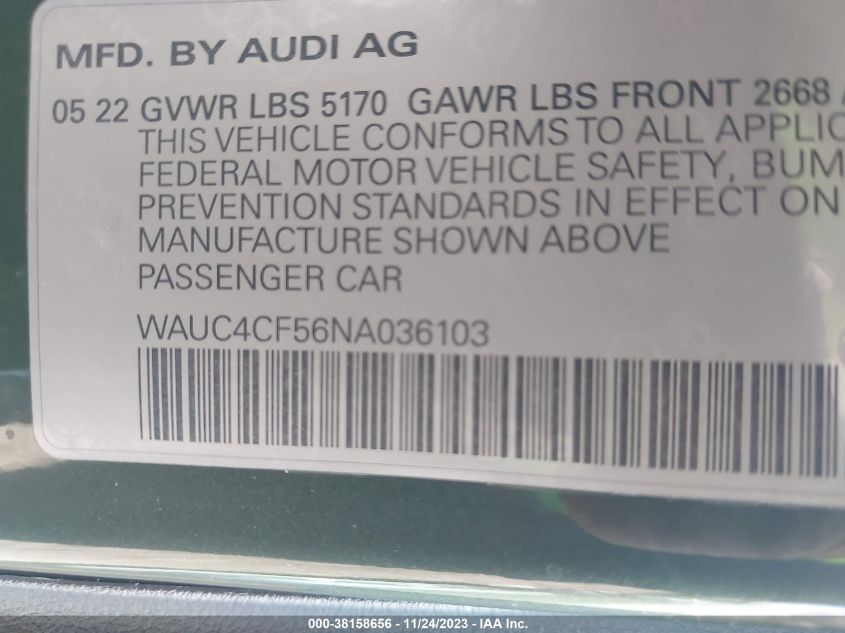 MFD. BY AUDI AG
05 22 GVWR LBS 5170 GAWR LBS FRONT 2668
THIS VEHICLE CONFORMS TO ALL APPLIC
FEDERAL MOTOR VEHICLE SAFETY, BUM
PREVENTION STANDARDS IN EFFECT ON
MANUFACTURE SHOWN ABOVE
PASSENGER CAR
WAUC4CF56NA036103
000-38158656 - 11/24/2023 - IAA Inc.